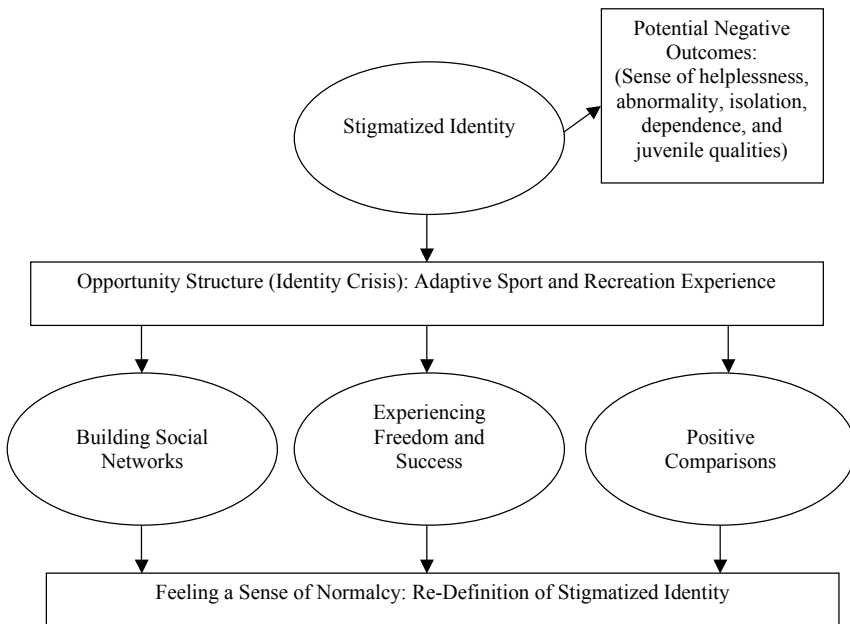 Potential Negative
Outcomes:
(Sense of helplessness,
abnormality, isolation,
dependence, and
juvenile qualities)
Stigmatized Identity
Opportunity Structure (Identity Crisis): Adaptive Sport and Recreation Experience
Building Social
Networks
Experiencing
Freedom and
Success
Positive
Comparisons
Feeling a Sense of Normalcy: Re-Definition of Stigmatized Identity